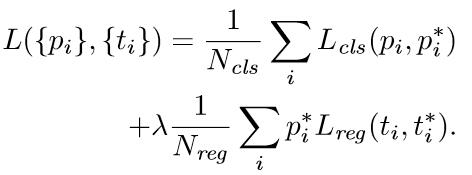 L({p_i}, {t_i}) = \frac{1}{N_{cls}} \sum_i L_{cls}(p_i, p_i^*)
+ \lambda \frac{1}{N_{reg}} \sum_i p_i^* L_{reg}(t_i, t_i^*).